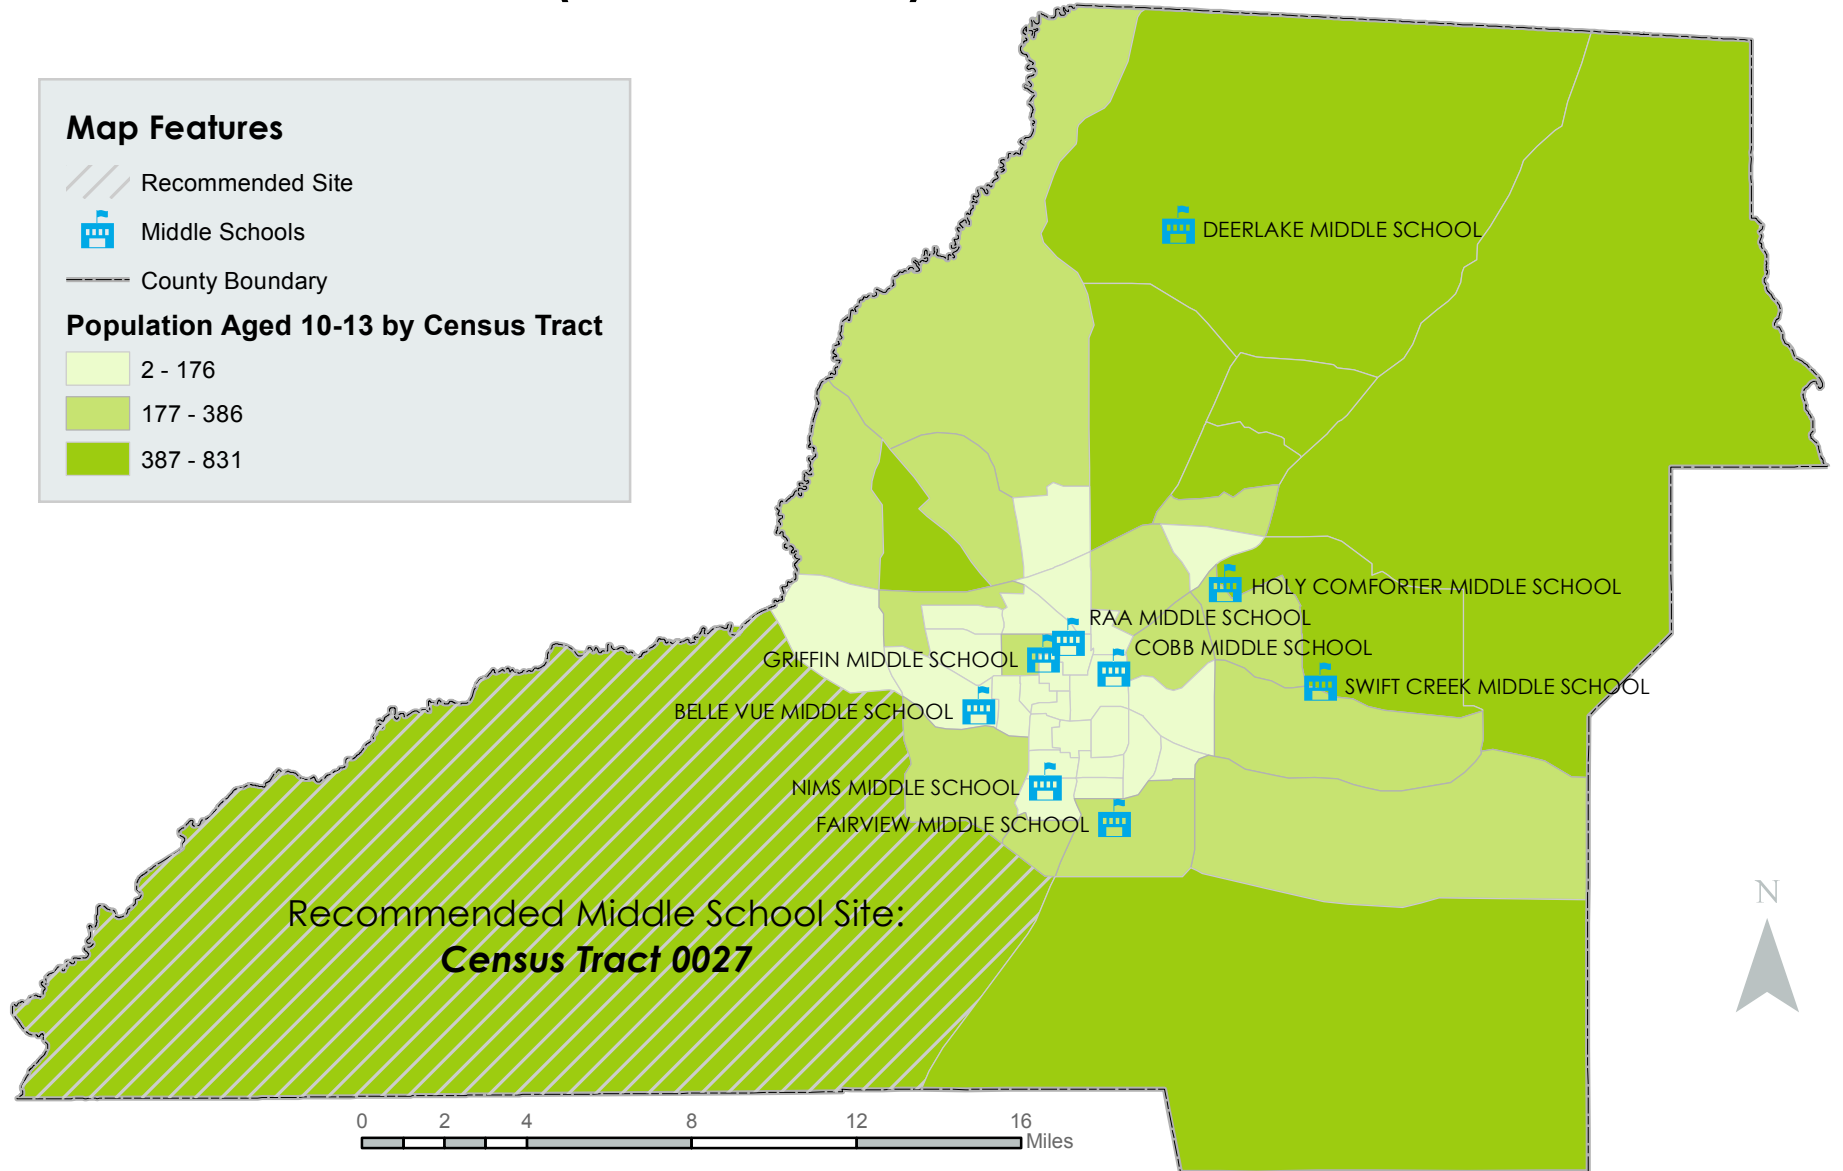 Map Features
Recommended Site
Middle Schools
County Boundary
Population Aged 10-13 by Census Tract
2 - 176
177 - 386
387 - 831
DEERLAKE MIDDLE SCHOOL
HOLY COMFORTER MIDDLE SCHOOL
RAA MIDDLE SCHOOL
COBB MIDDLE SCHOOL
GRIFFIN MIDDLE SCHOOL
SWIFT CREEK MIDDLE SCHOOL
BELLE VUE MIDDLE SCHOOL
NIMS MIDDLE SCHOOL
FAIRVIEW MIDDLE SCHOOL
Recommended Middle School Site:
Census Tract 0027
N
0 2 4 8 12 16
Miles